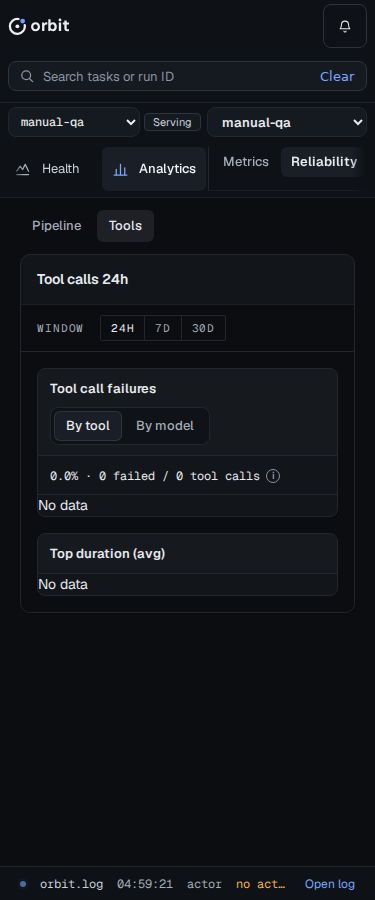 orbit
Search tasks or run ID Clear
manual-qa Serving manual-qa
Health Analytics Metrics Reliability
Pipeline Tools
Tool calls 24h
WINDOW 24H 7D 30D
Tool call failures
By tool By model
0.0% · 0 failed / 0 tool calls
No data
Top duration (avg)
No data
orbit.log 04:59:21 actor no act… Open log